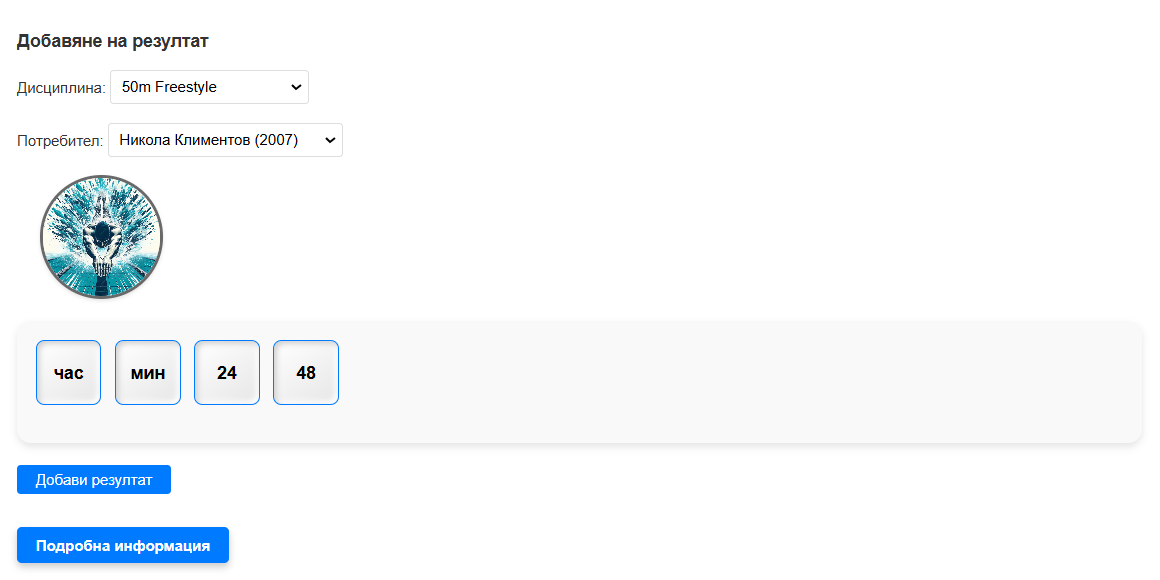 Добавяне на резултат
Дисциплина: 50m Freestyle
Потребител: Никола Климентов (2007)
час мин 24 48
Добави резултат
Подробна информация